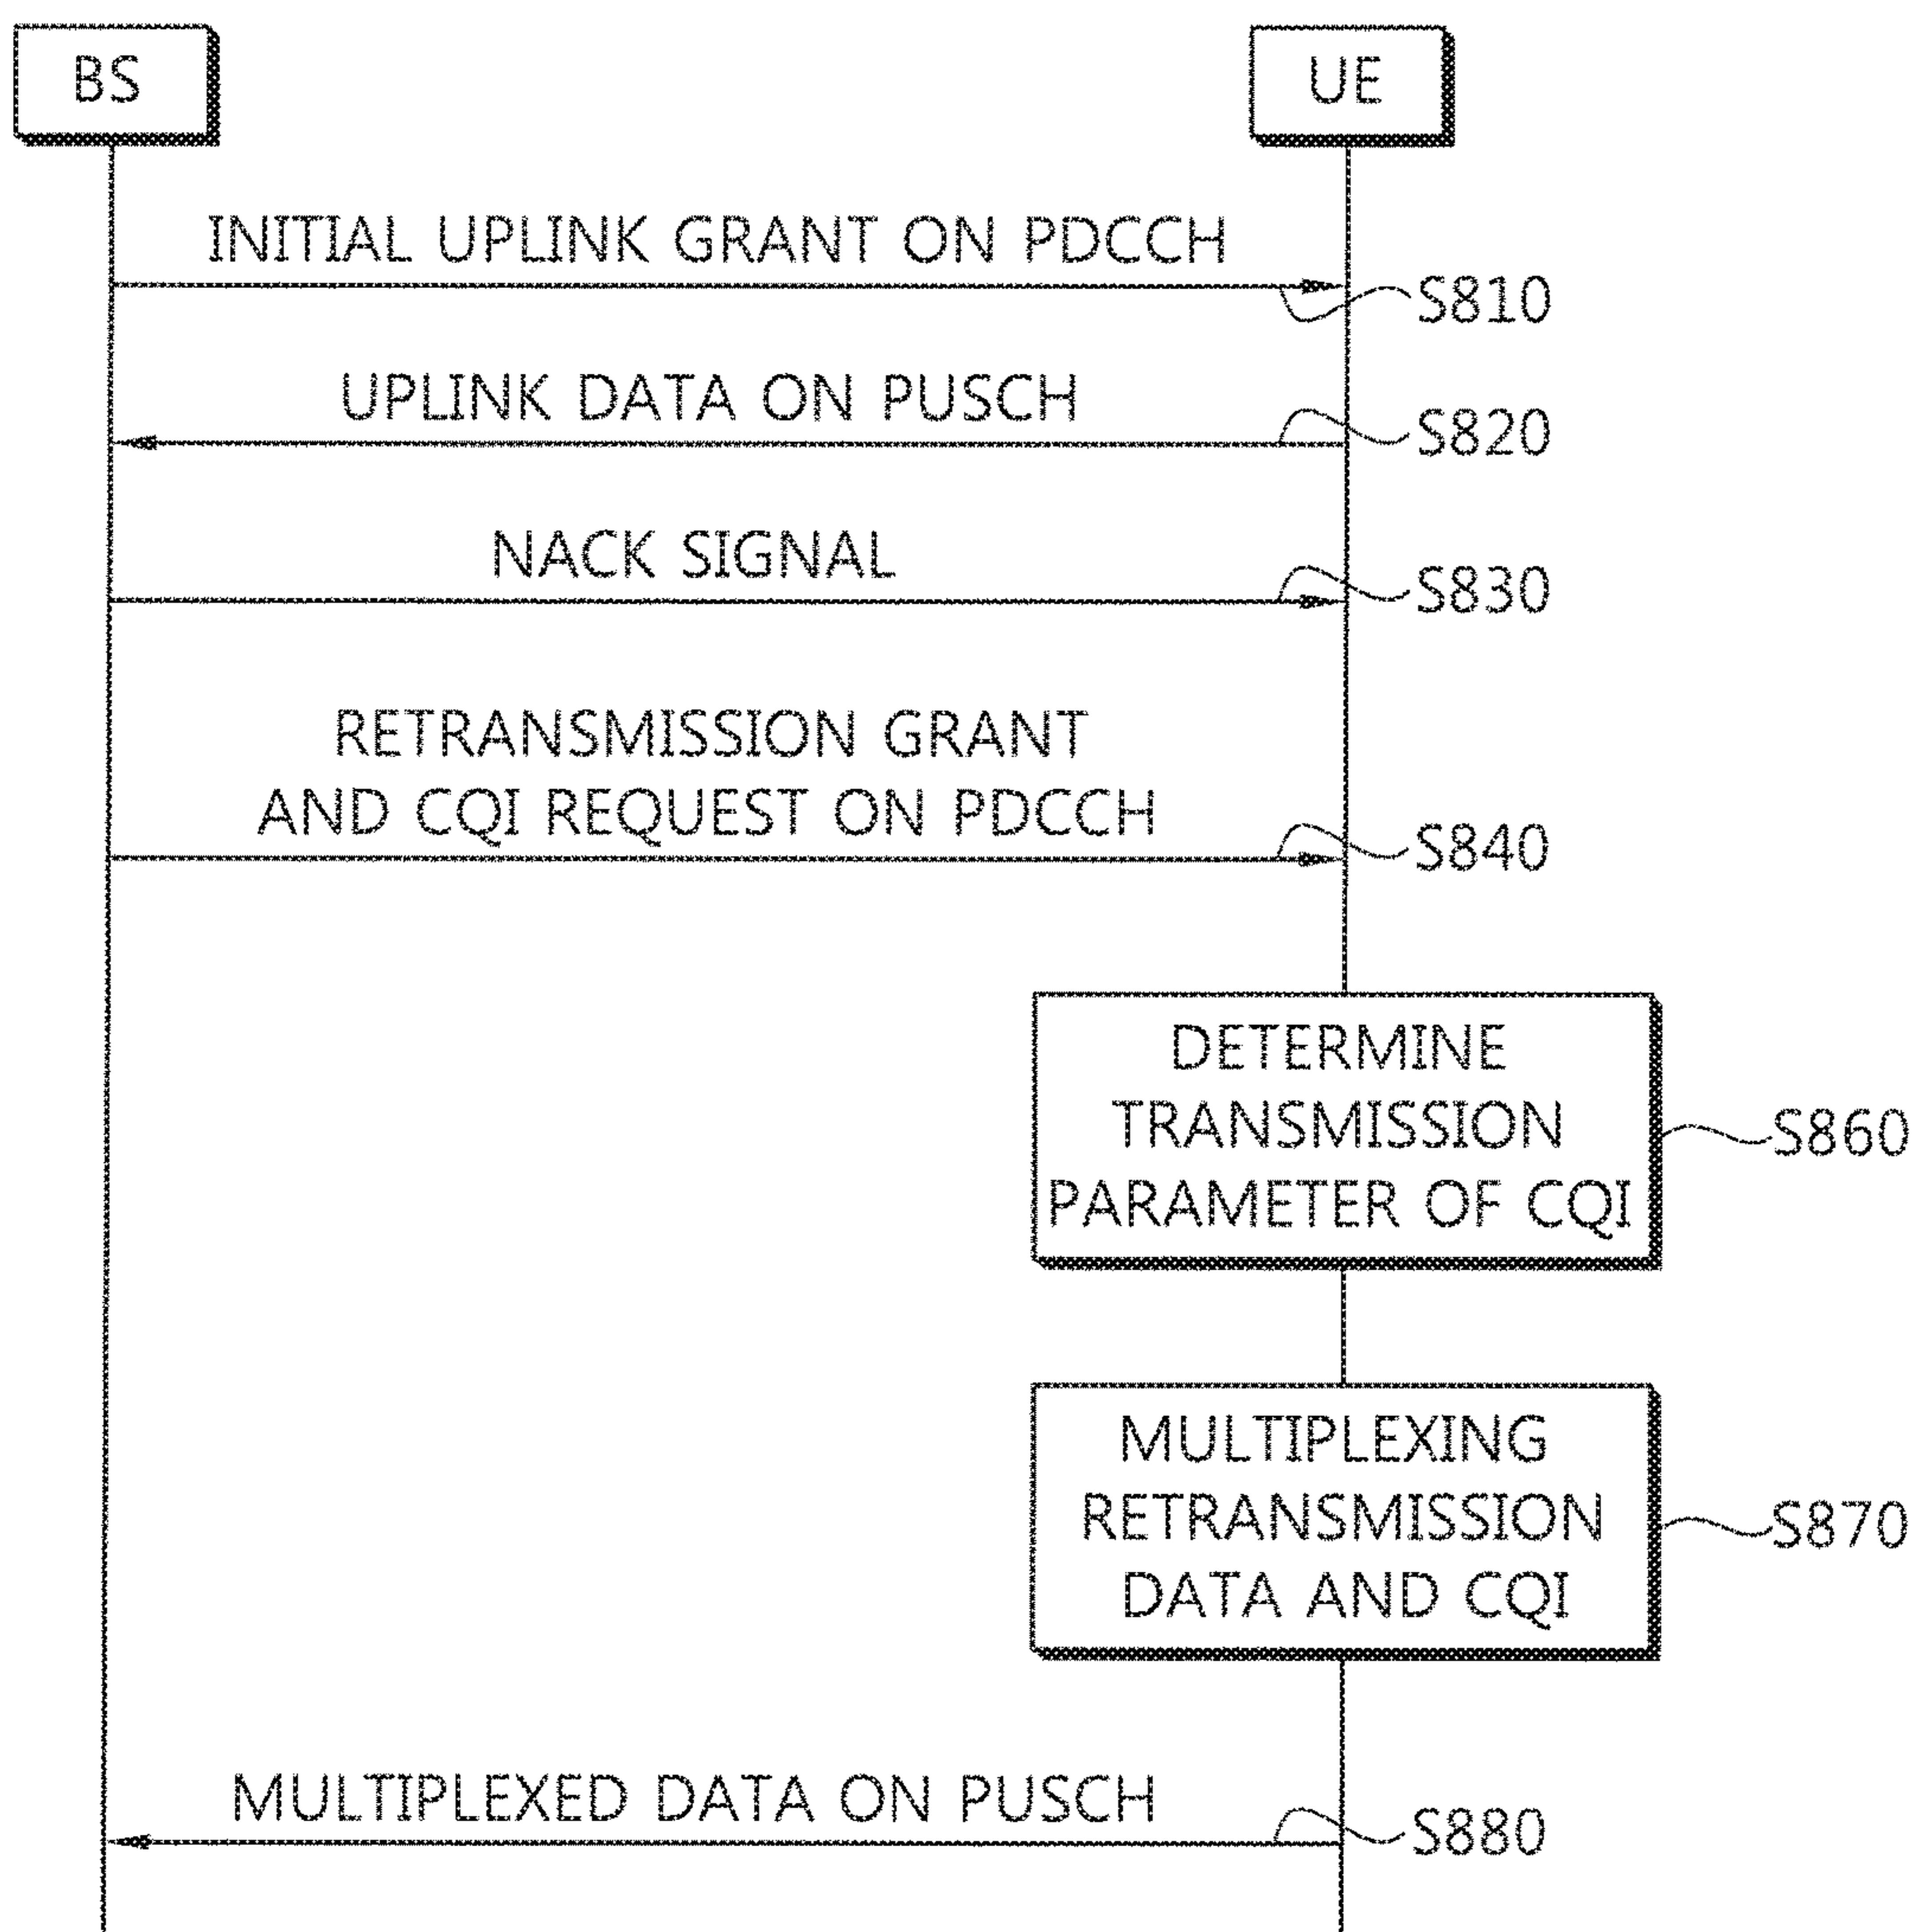 BS
UE
INITIAL UPLINK GRANT ON PDCCH
S810
UPLINK DATA ON PUSCH
S820
NACK SIGNAL
S830
RETRANSMISSION GRANT
AND CQI REQUEST ON PDCCH
S840
DETERMINE
TRANSMISSION
PARAMETER OF CQI
S860
MULTIPLEXING
RETRANSMISSION
DATA AND CQI
S870
MULTIPLEXED DATA ON PUSCH
S880